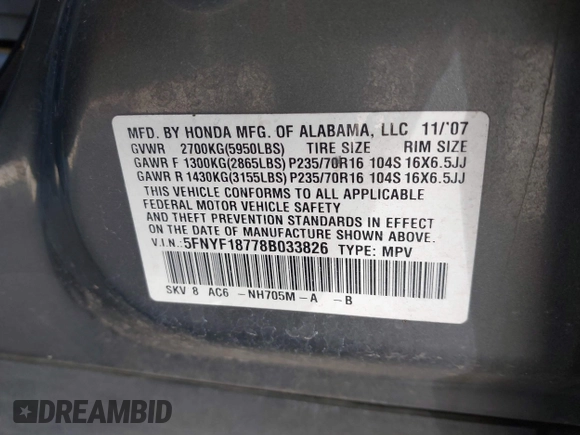 MFD. BY HONDA MFG. OF ALABAMA, LLC 11/'07
GVWR 2700KG(5950LBS) TIRE SIZE RIM SIZE
GAWR F 1300KG(2865LBS) P235/70R16 104S 16X6.5JJ
GAWR R 1430KG(3155LBS) P235/70R16 104S 16X6.5JJ
THIS VEHICLE CONFORMS TO ALL APPLICABLE
FEDERAL MOTOR VEHICLE SAFETY
AND THEFT PREVENTION STANDARDS IN EFFECT
ON THE DATE OF MANUFACTURE SHOWN ABOVE.
V.I.N.:5FNYF18778B033826 TYPE: MPV
SKV 8 AC6 -NH705M-A -B
DREAMBID